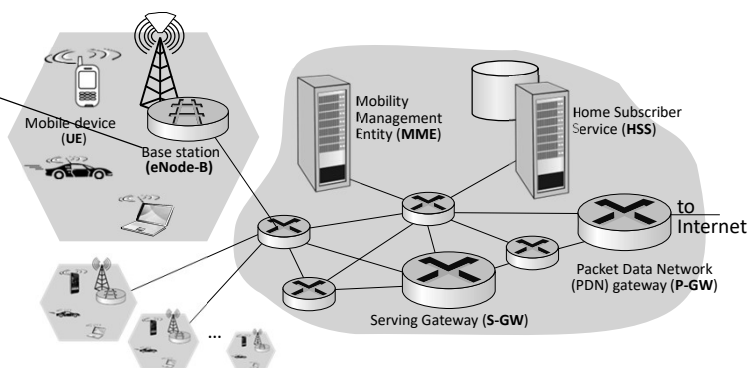 Mobile device
(UE)
Base station
(eNode-B)
Mobility
Management
Entity (MME)
Home Subscriber
Service (HSS)
to
Internet
Packet Data Network
(PDN) gateway (P-GW)
Serving Gateway (S-GW)
...